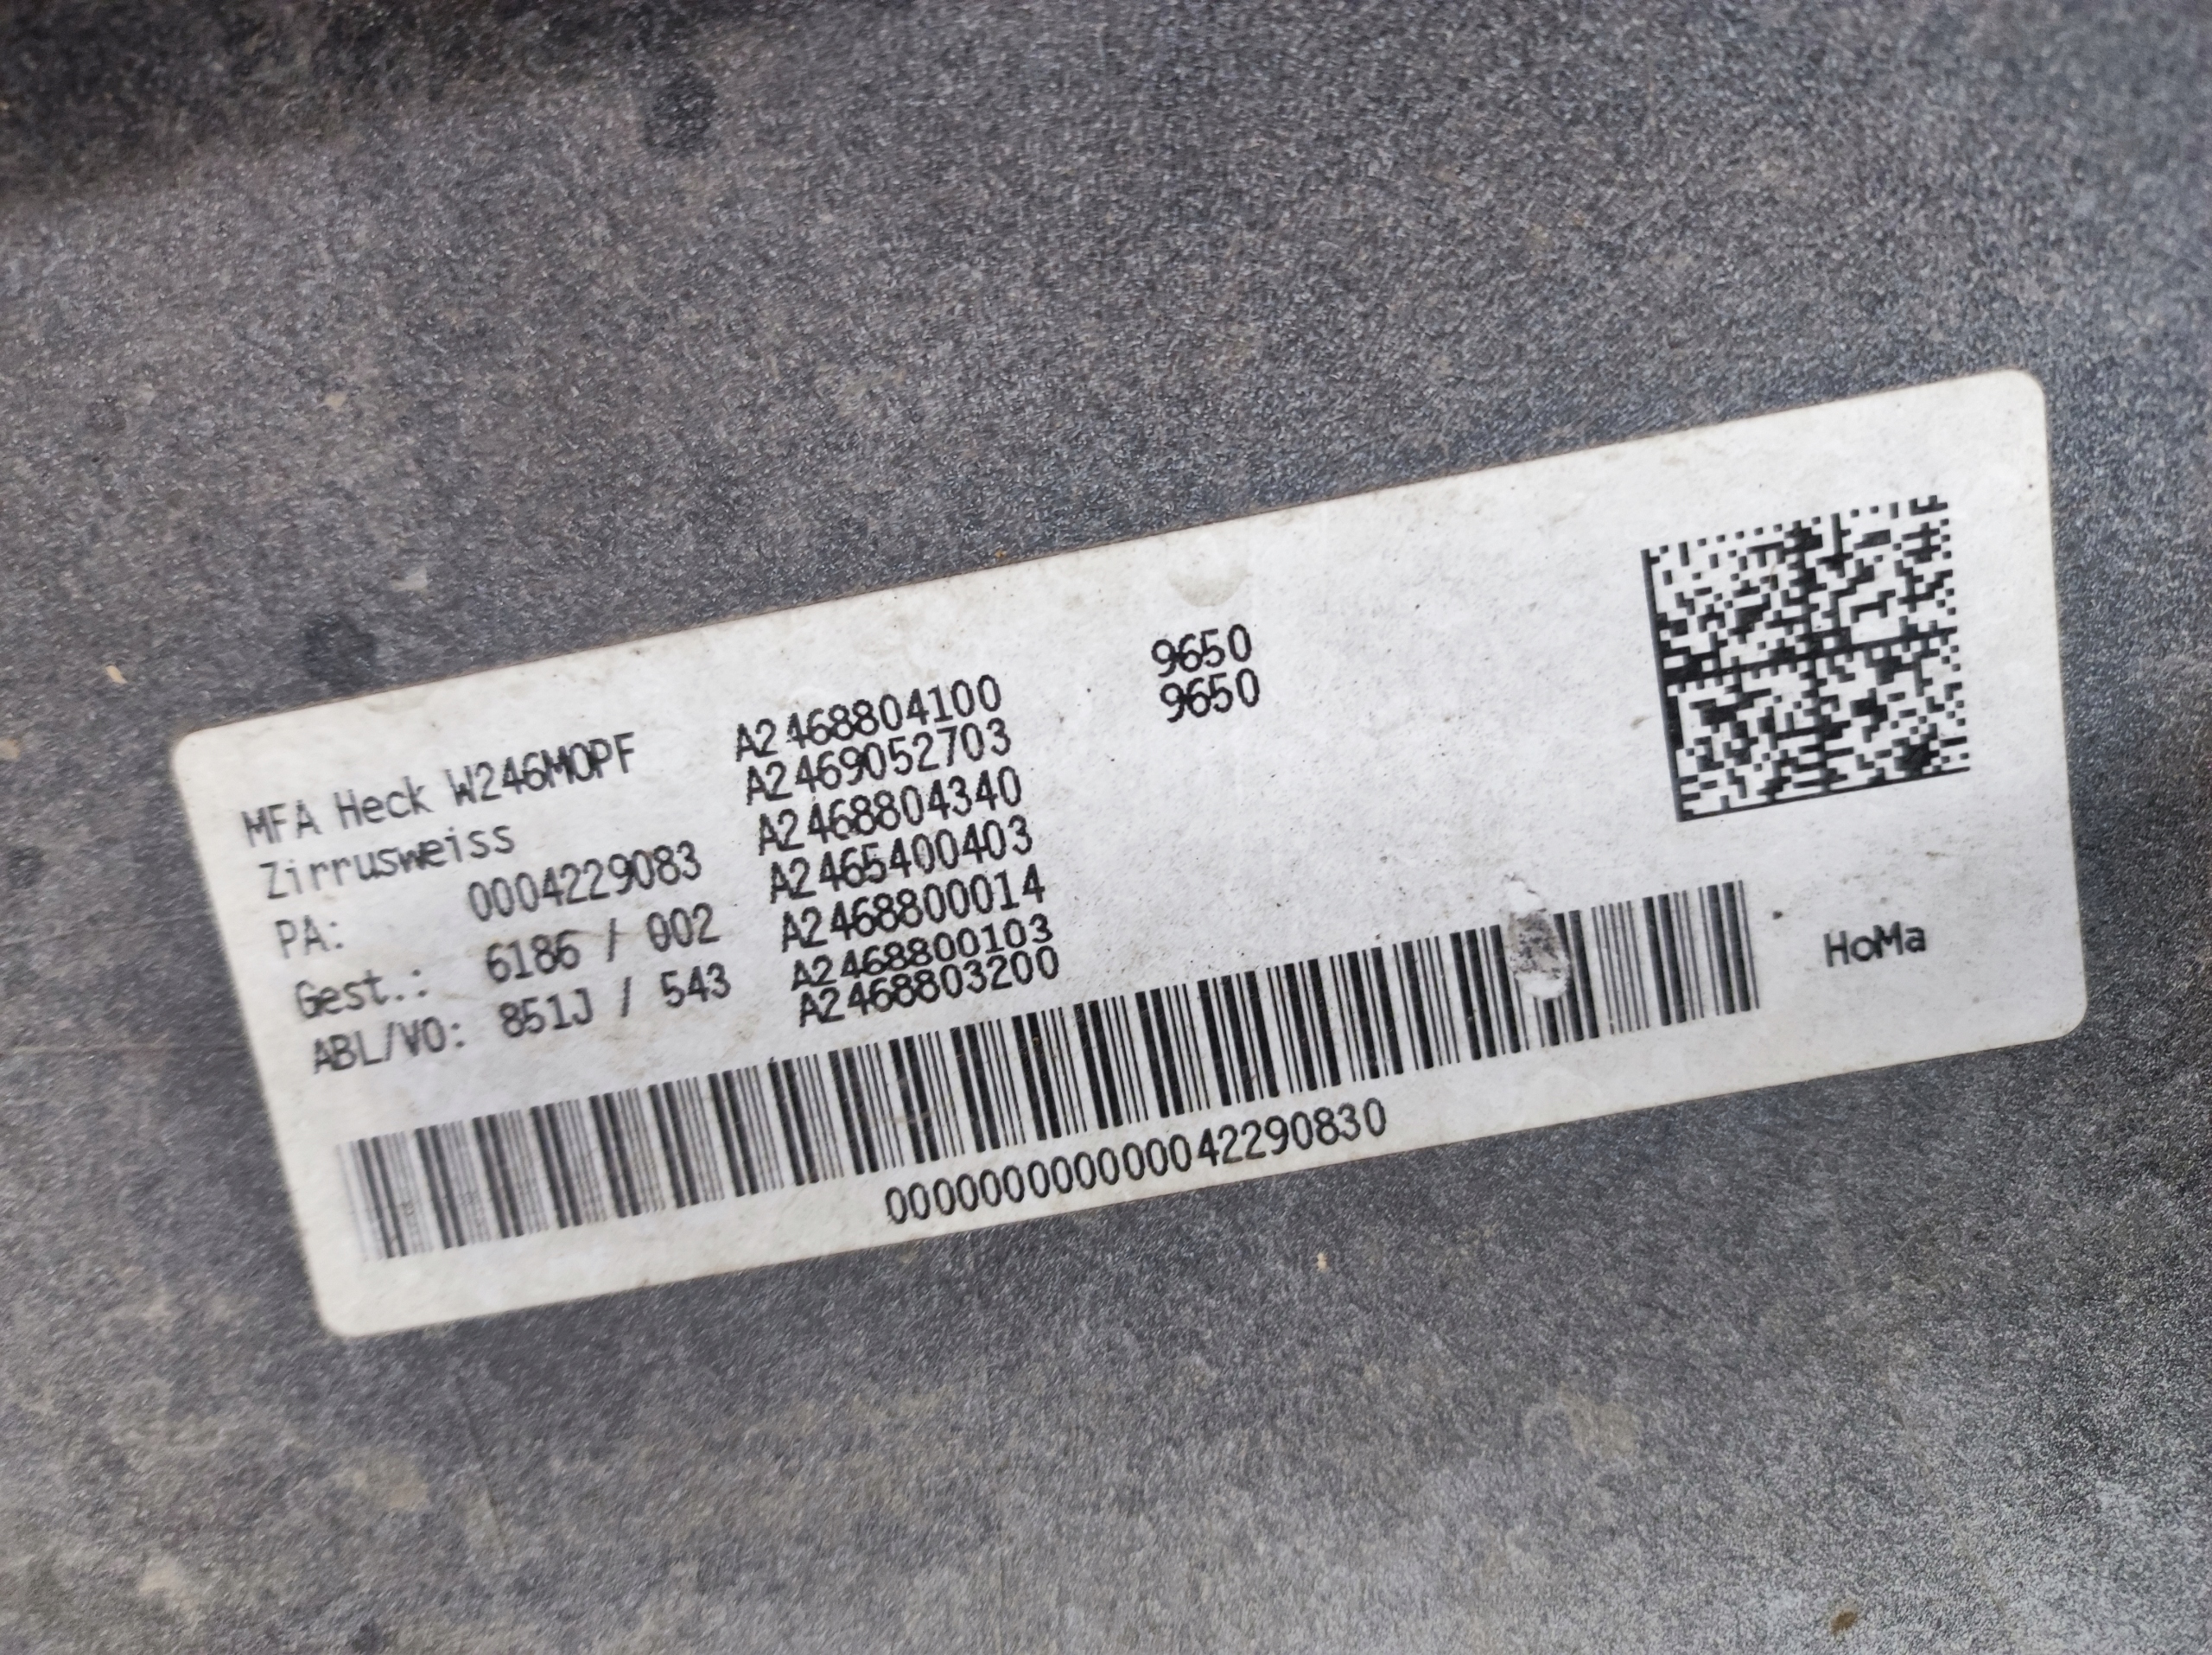 MFA Heck W246MOPF
Zirrusweiss
PA: 0004229083
Gest.: 6186 / 002
ABL/VO: 851J / 543
A2468804100 9650
A2469052703 9650
A2468804340
A2465400403
A2468800014
A2468800103
A2468803200
HoMa
000000000000042290830